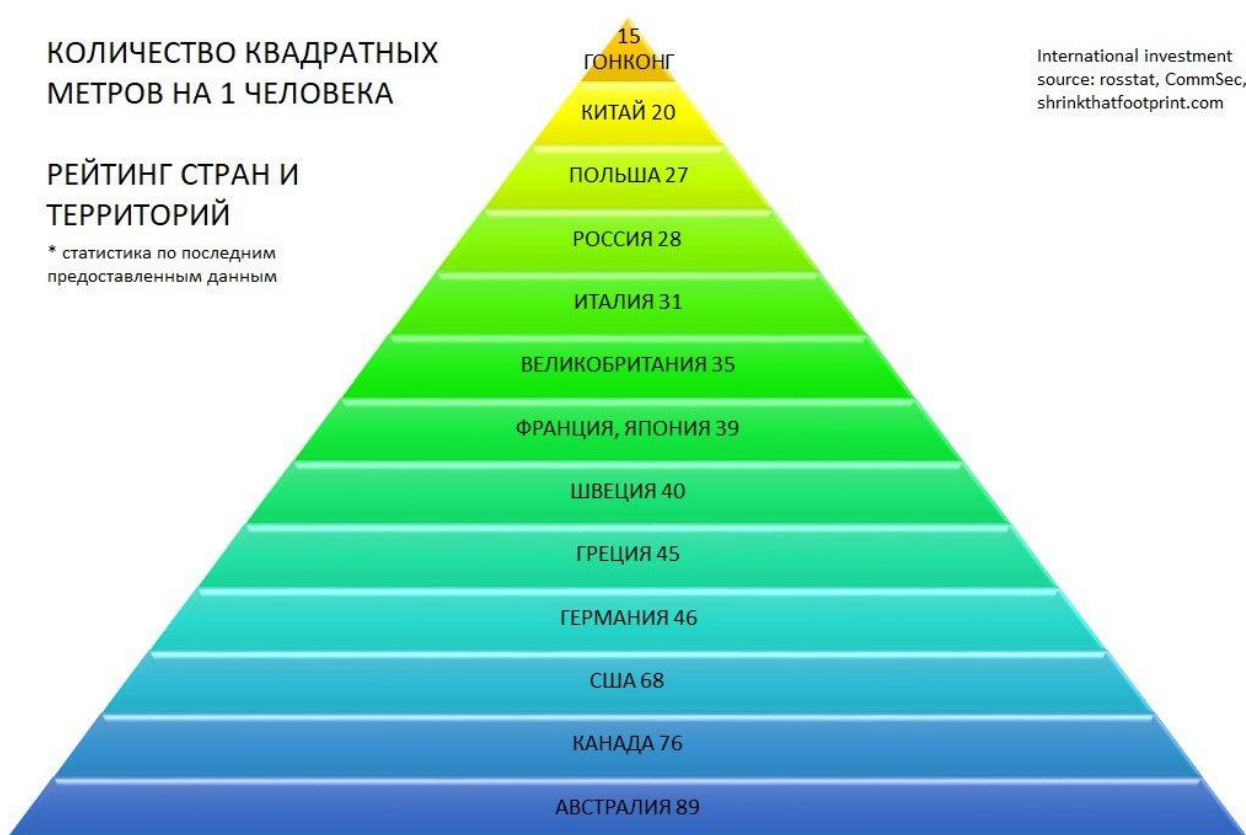 КОЛИЧЕСТВО КВАДРАТНЫХ
МЕТРОВ НА 1 ЧЕЛОВЕКА
РЕЙТИНГ СТРАН И
ТЕРРИТОРИЙ
* статистика по последним
предоставленным данным
International investment
source: rosstat, CommSec,
shrinkthatfootprint.com
15
ГОНКОНГ
КИТАЙ 20
ПОЛЬША 27
РОССИЯ 28
ИТАЛИЯ 31
ВЕЛИКОБРИТАНИЯ 35
ФРАНЦИЯ, ЯПОНИЯ 39
ШВЕЦИЯ 40
ГРЕЦИЯ 45
ГЕРМАНИЯ 46
США 68
КАНАДА 76
АВСТРАЛИЯ 89